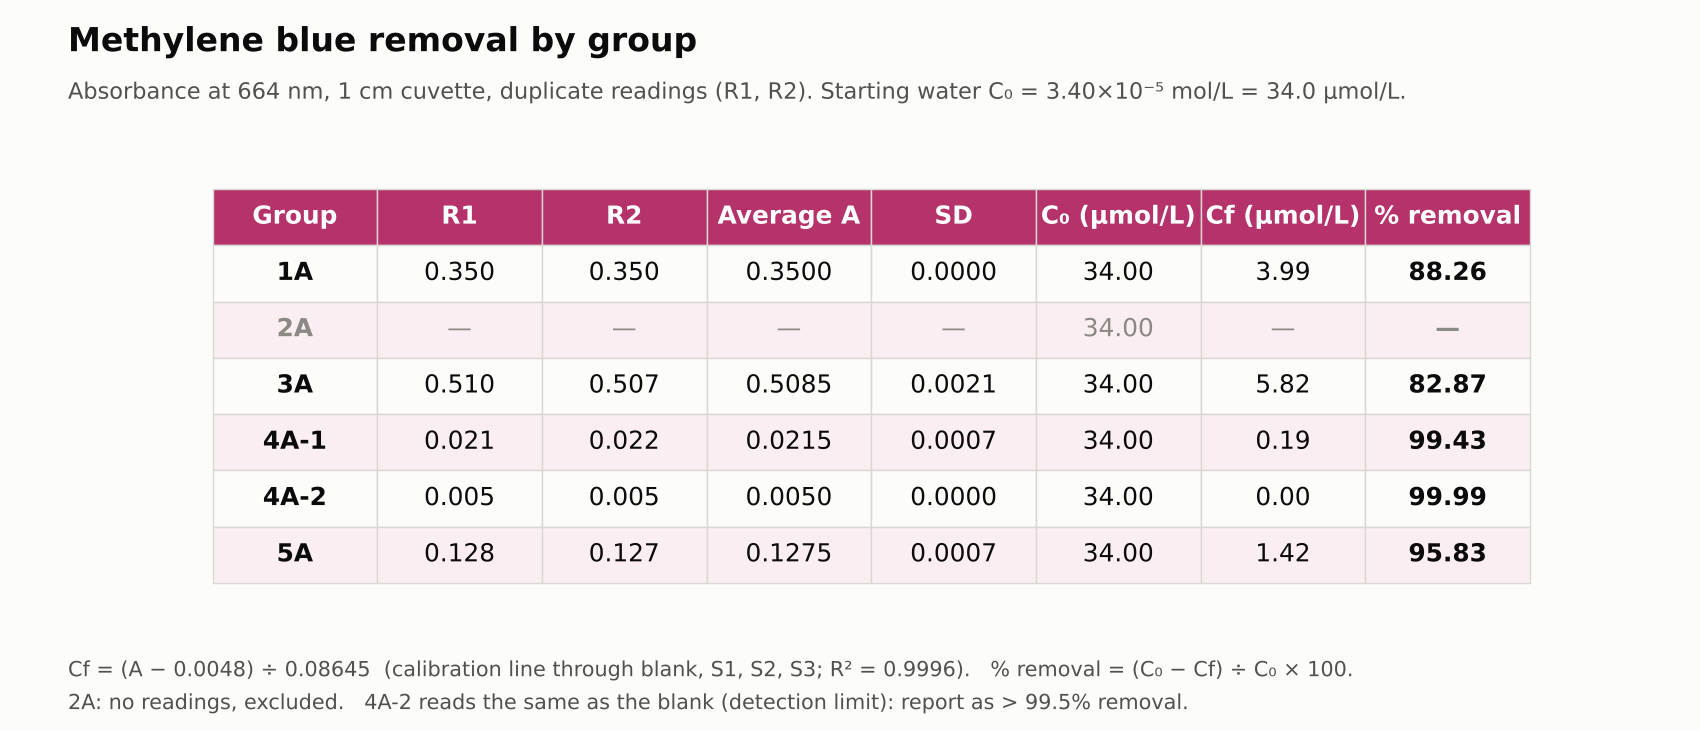 Methylene blue removal by group
Absorbance at 664 nm, 1 cm cuvette, duplicate readings (R1, R2). Starting water C₀ = 3.40×10⁻⁵ mol/L = 34.0 µmol/L.
Group R1 R2 Average A SD C₀ (µmol/L) Cf (µmol/L) % removal
1A 0.350 0.350 0.3500 0.0000 34.00 3.99 88.26
2A — — — — 34.00 — —
3A 0.510 0.507 0.5085 0.0021 34.00 5.82 82.87
4A-1 0.021 0.022 0.0215 0.0007 34.00 0.19 99.43
4A-2 0.005 0.005 0.0050 0.0000 34.00 0.00 99.99
5A 0.128 0.127 0.1275 0.0007 34.00 1.42 95.83
Cf = (A − 0.0048) ÷ 0.08645 (calibration line through blank, S1, S2, S3; R² = 0.9996). % removal = (C₀ − Cf) ÷ C₀ × 100.
2A: no readings, excluded. 4A-2 reads the same as the blank (detection limit): report as > 99.5% removal.